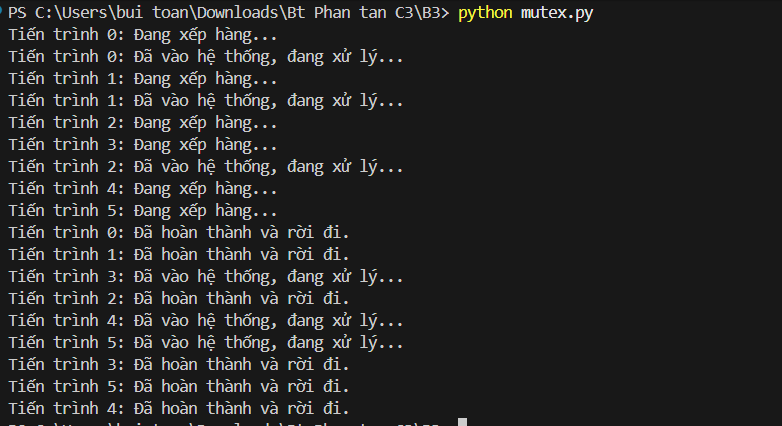 PS C:\Users\bui toan\Downloads\Bt Phan tan C3\B3> python mutex.py
Tiến trình 0: Đang xếp hàng...
Tiến trình 0: Đã vào hệ thống, đang xử lý...
Tiến trình 1: Đang xếp hàng...
Tiến trình 1: Đã vào hệ thống, đang xử lý...
Tiến trình 2: Đang xếp hàng...
Tiến trình 3: Đang xếp hàng...
Tiến trình 2: Đã vào hệ thống, đang xử lý...
Tiến trình 4: Đang xếp hàng...
Tiến trình 5: Đang xếp hàng...
Tiến trình 0: Đã hoàn thành và rời đi.
Tiến trình 1: Đã hoàn thành và rời đi.
Tiến trình 3: Đã vào hệ thống, đang xử lý...
Tiến trình 2: Đã hoàn thành và rời đi.
Tiến trình 4: Đã vào hệ thống, đang xử lý...
Tiến trình 5: Đã vào hệ thống, đang xử lý...
Tiến trình 3: Đã hoàn thành và rời đi.
Tiến trình 5: Đã hoàn thành và rời đi.
Tiến trình 4: Đã hoàn thành và rời đi.